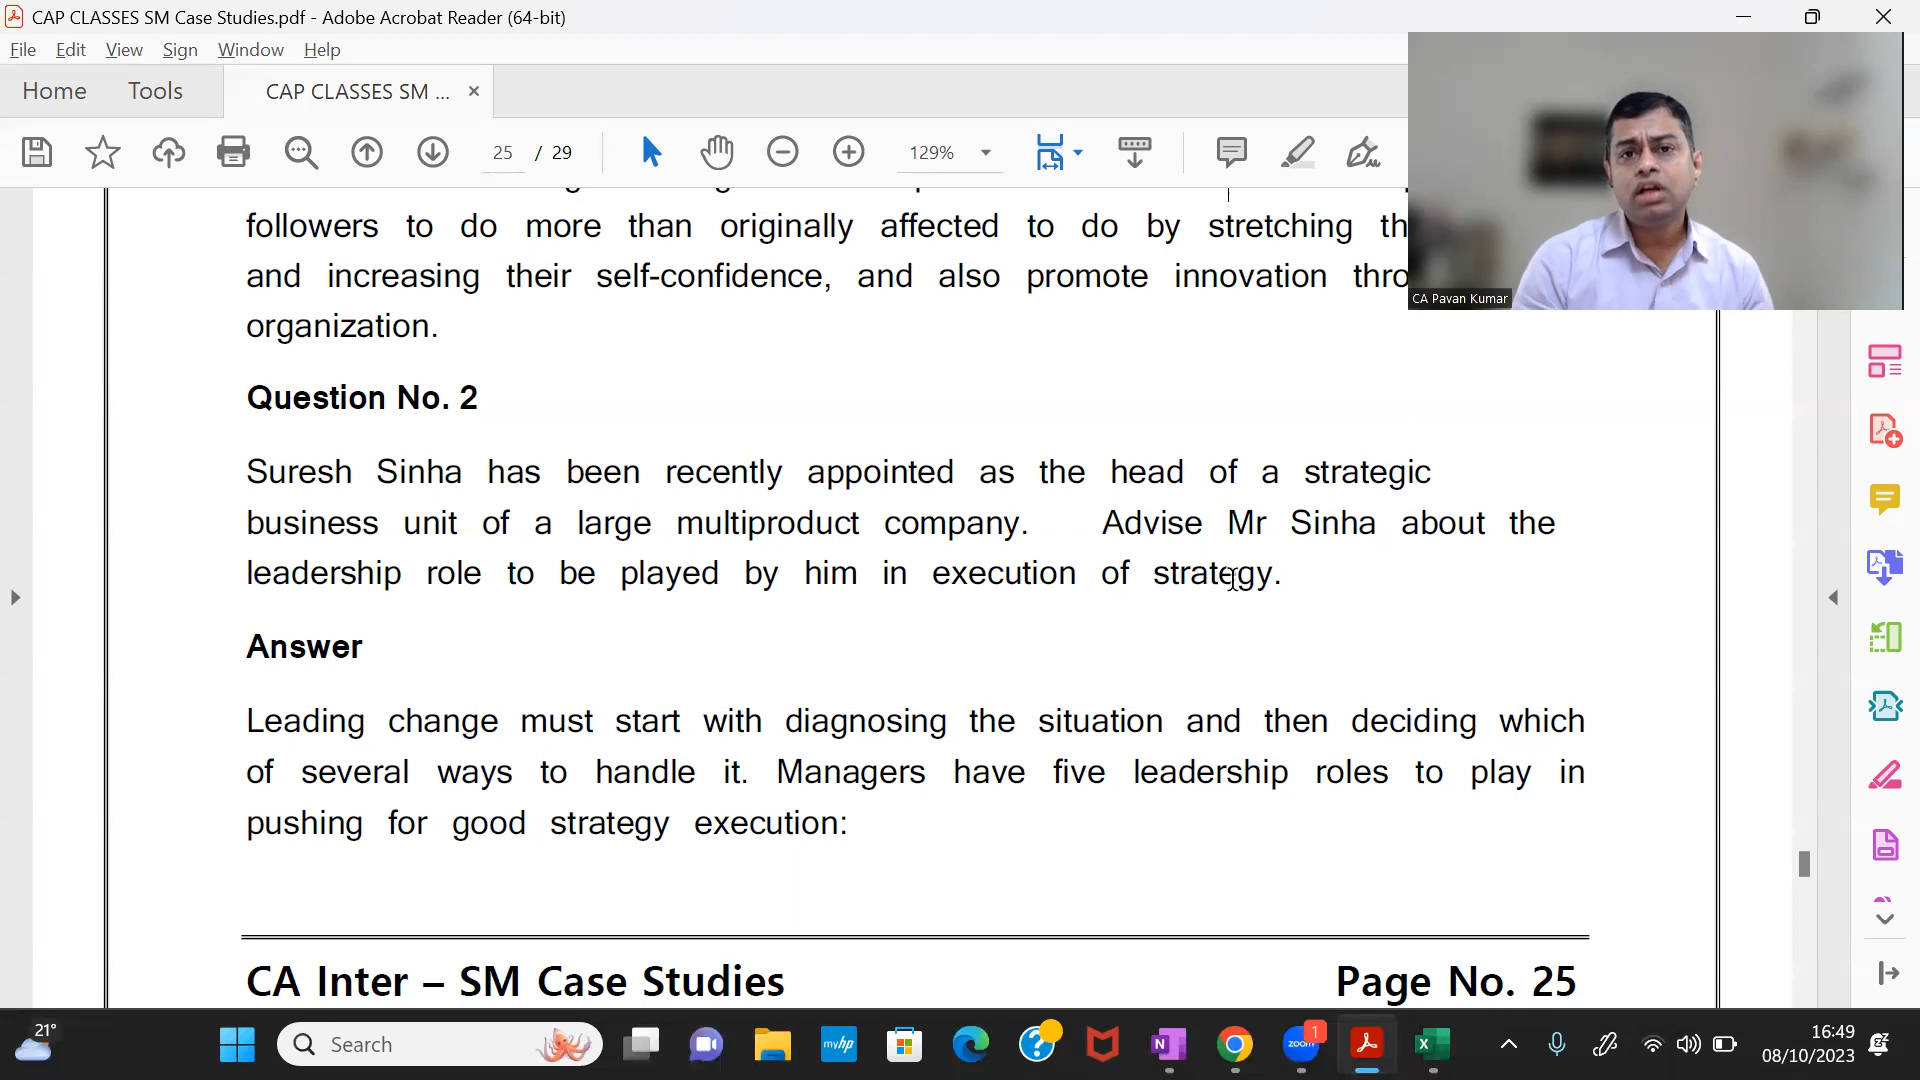 CAP CLASSES SM Case Studies.pdf - Adobe Acrobat Reader (64-bit)
File Edit View Sign Window Help
Home Tools CAP CLASSES SM ... ×
25 / 29 129%
followers to do more than originally affected to do by stretching
and increasing their self-confidence, and also promote innovation
organization.
CA Pavan Kumar
Question No. 2
Suresh Sinha has been recently appointed as the head of a strategic
business unit of a large multiproduct company. Advise Mr Sinha about the
leadership role to be played by him in execution of strategy.
Answer
Leading change must start with diagnosing the situation and then deciding which
of several ways to handle it. Managers have five leadership roles to play in
pushing for good strategy execution:
CA Inter – SM Case Studies Page No. 25
21° Search myhp N zoom 1 X 16:49
08/10/2023